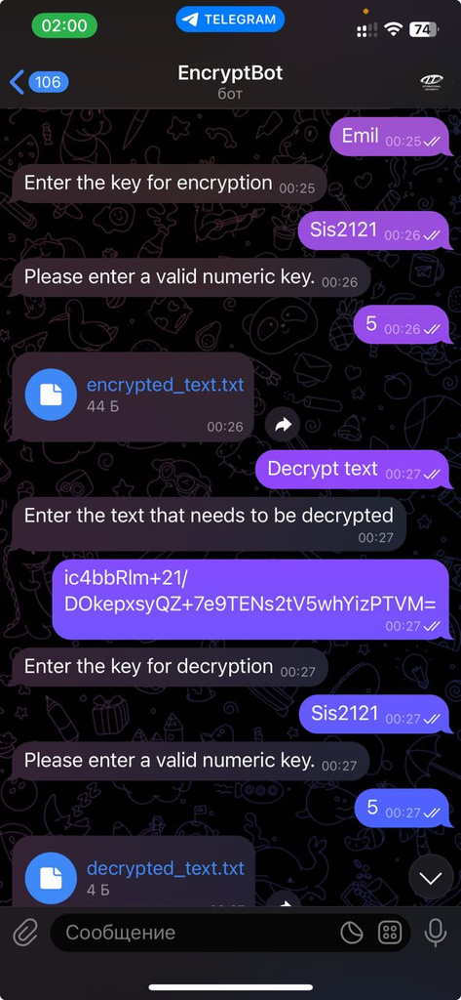 02:00
TELEGRAM
74
106
EncryptBot
бот
Emil 00:25
Enter the key for encryption 00:25
Sis2121 00:26
Please enter a valid numeric key. 00:26
5 00:26
encrypted_text.txt
44 Б
00:26
Decrypt text 00:27
Enter the text that needs to be decrypted
00:27
ic4bbRlm+21/
DOkepxsyQZ+7e9TENs2tV5whYizPTVM=
00:27
Enter the key for decryption 00:27
Sis2121 00:27
Please enter a valid numeric key. 00:27
5 00:27
decrypted_text.txt
4 Б
Сообщение